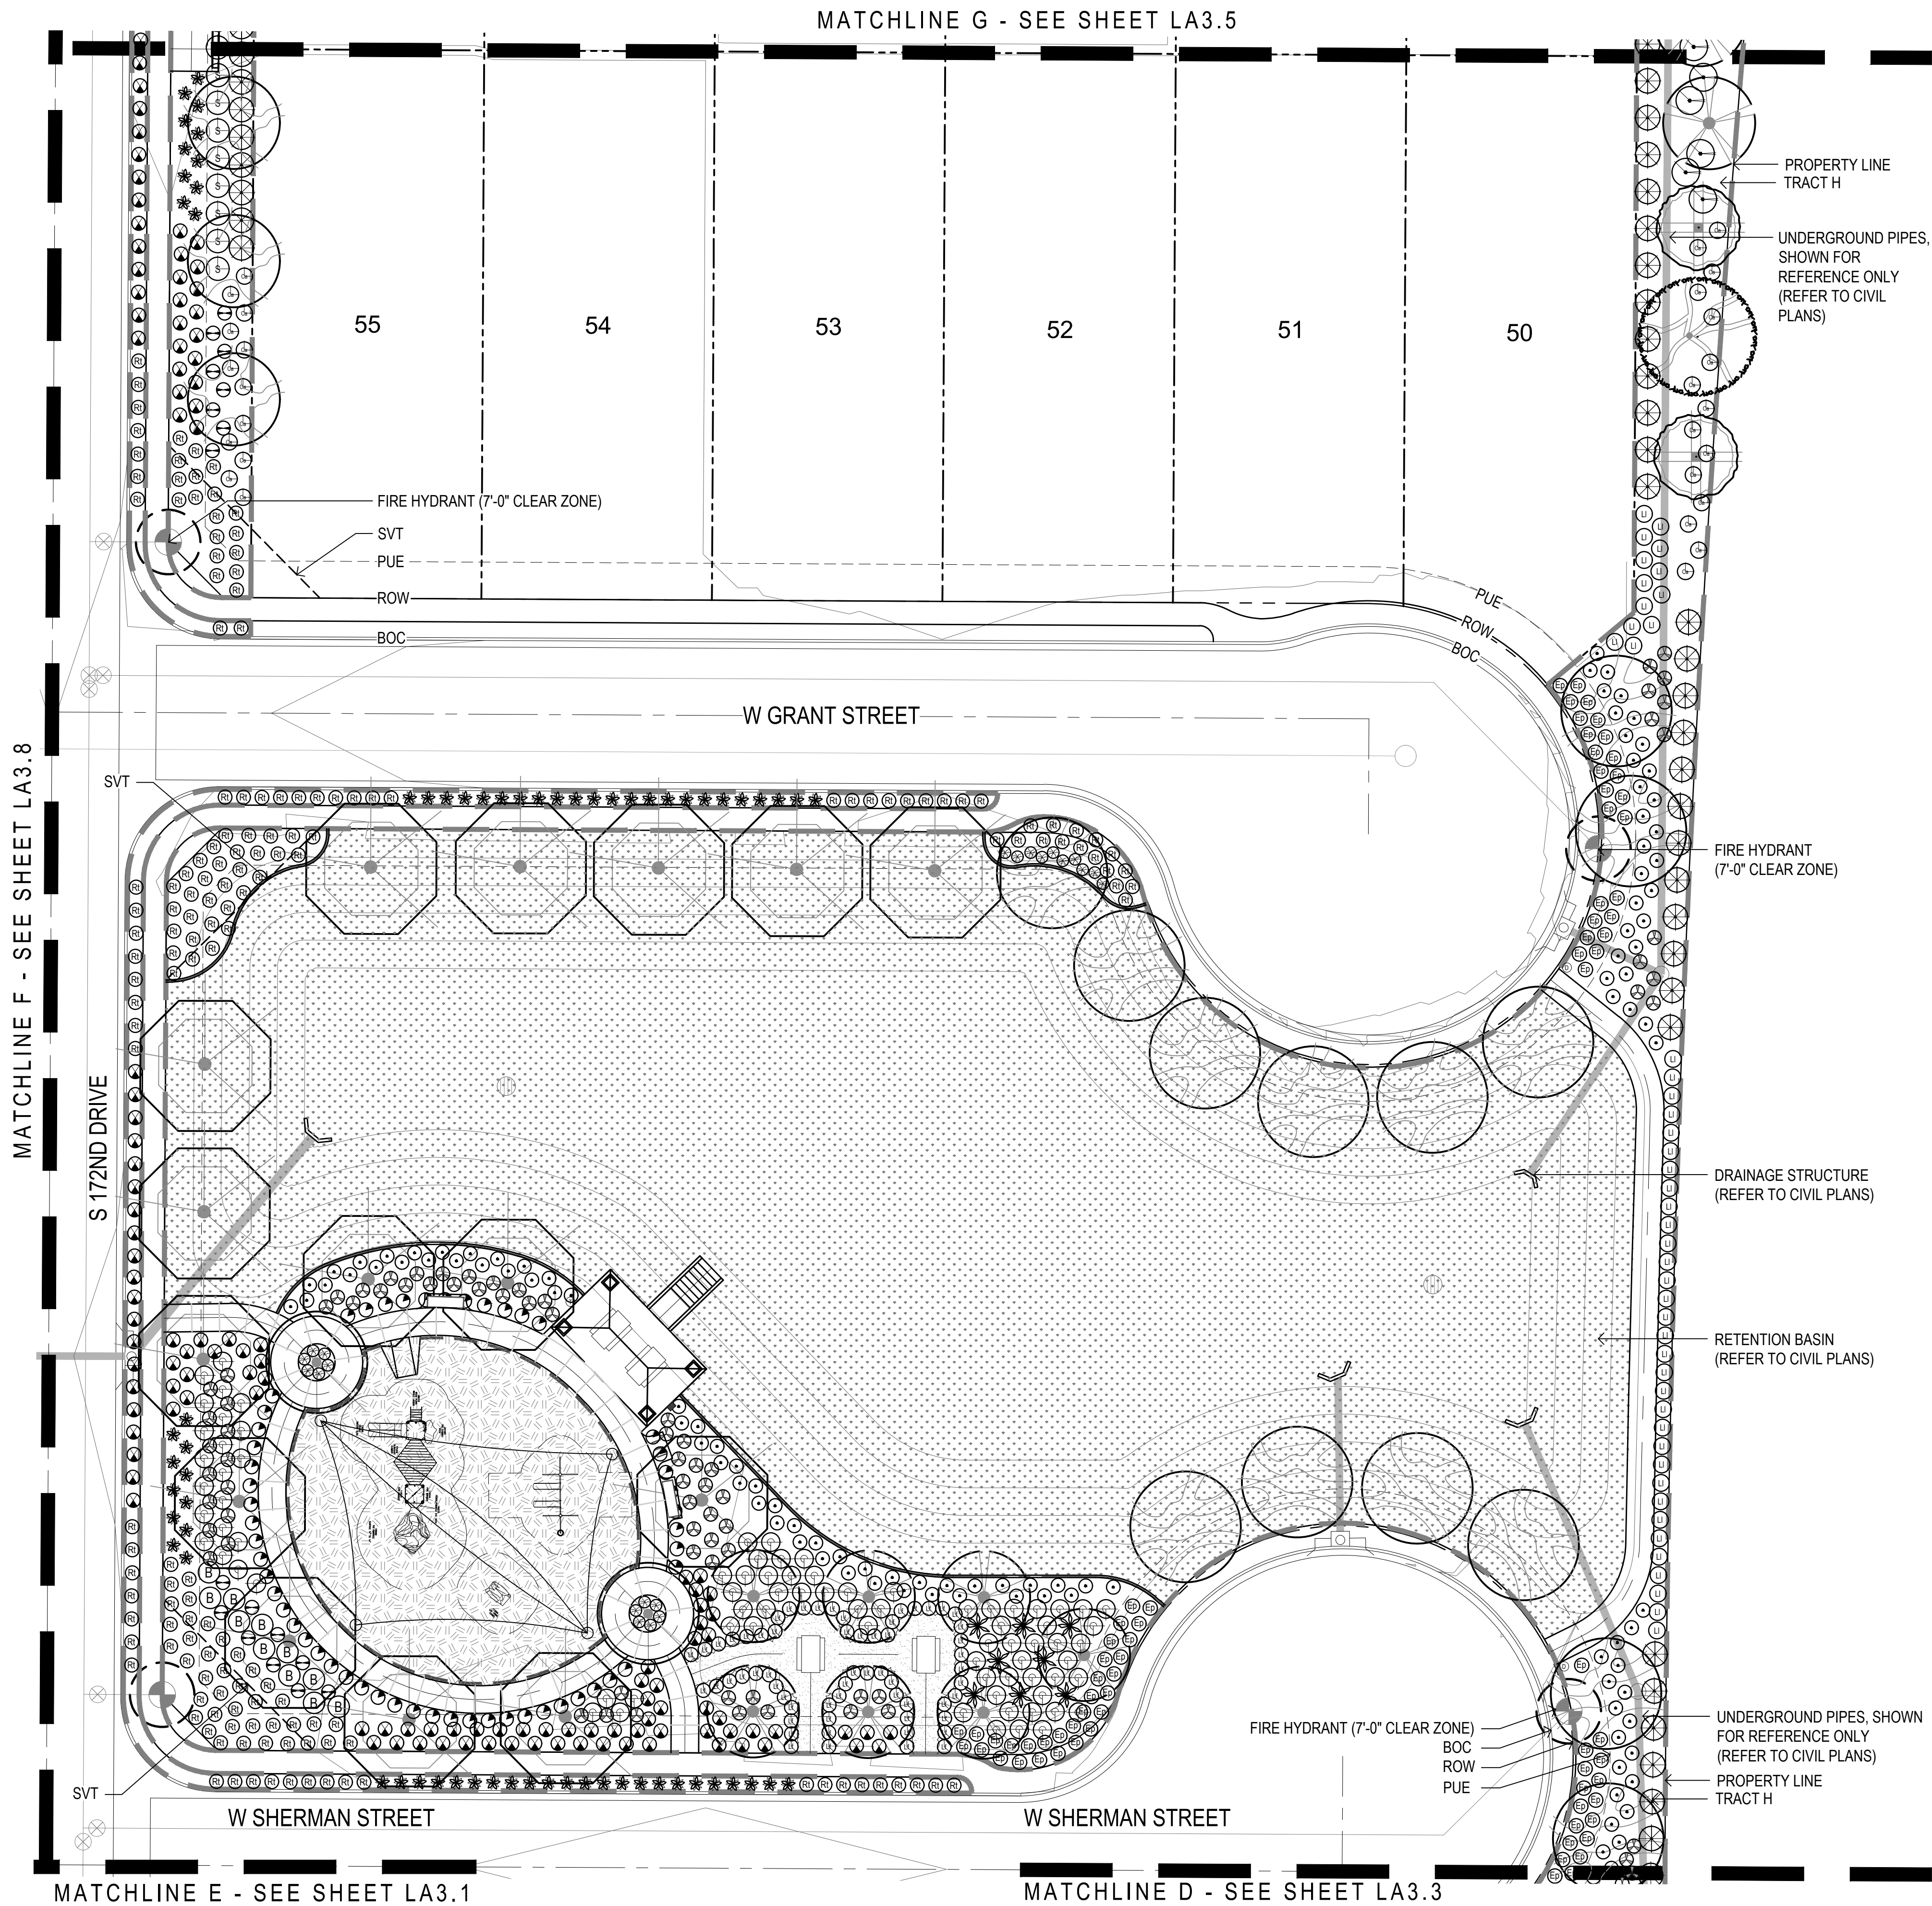 MATCHLINE G - SEE SHEET LA3.5
PROPERTY LINE
TRACT H
UNDERGROUND PIPES,
SHOWN FOR
REFERENCE ONLY
(REFER TO CIVIL
PLANS)
55
54
53
52
51
50
FIRE HYDRANT (7'-0" CLEAR ZONE)
SVT
PUE
ROW
BOC
PUE
ROW
BOC
W GRANT STREET
MATCHLINE F - SEE SHEET LA3.8
SVT
FIRE HYDRANT
(7'-0" CLEAR ZONE)
S 172ND DRIVE
DRAINAGE STRUCTURE
(REFER TO CIVIL PLANS)
RETENTION BASIN
(REFER TO CIVIL PLANS)
FIRE HYDRANT (7'-0" CLEAR ZONE)
BOC
ROW
PUE
UNDERGROUND PIPES, SHOWN
FOR REFERENCE ONLY
(REFER TO CIVIL PLANS)
PROPERTY LINE
TRACT H
SVT
W SHERMAN STREET
W SHERMAN STREET
MATCHLINE E - SEE SHEET LA3.1
MATCHLINE D - SEE SHEET LA3.3